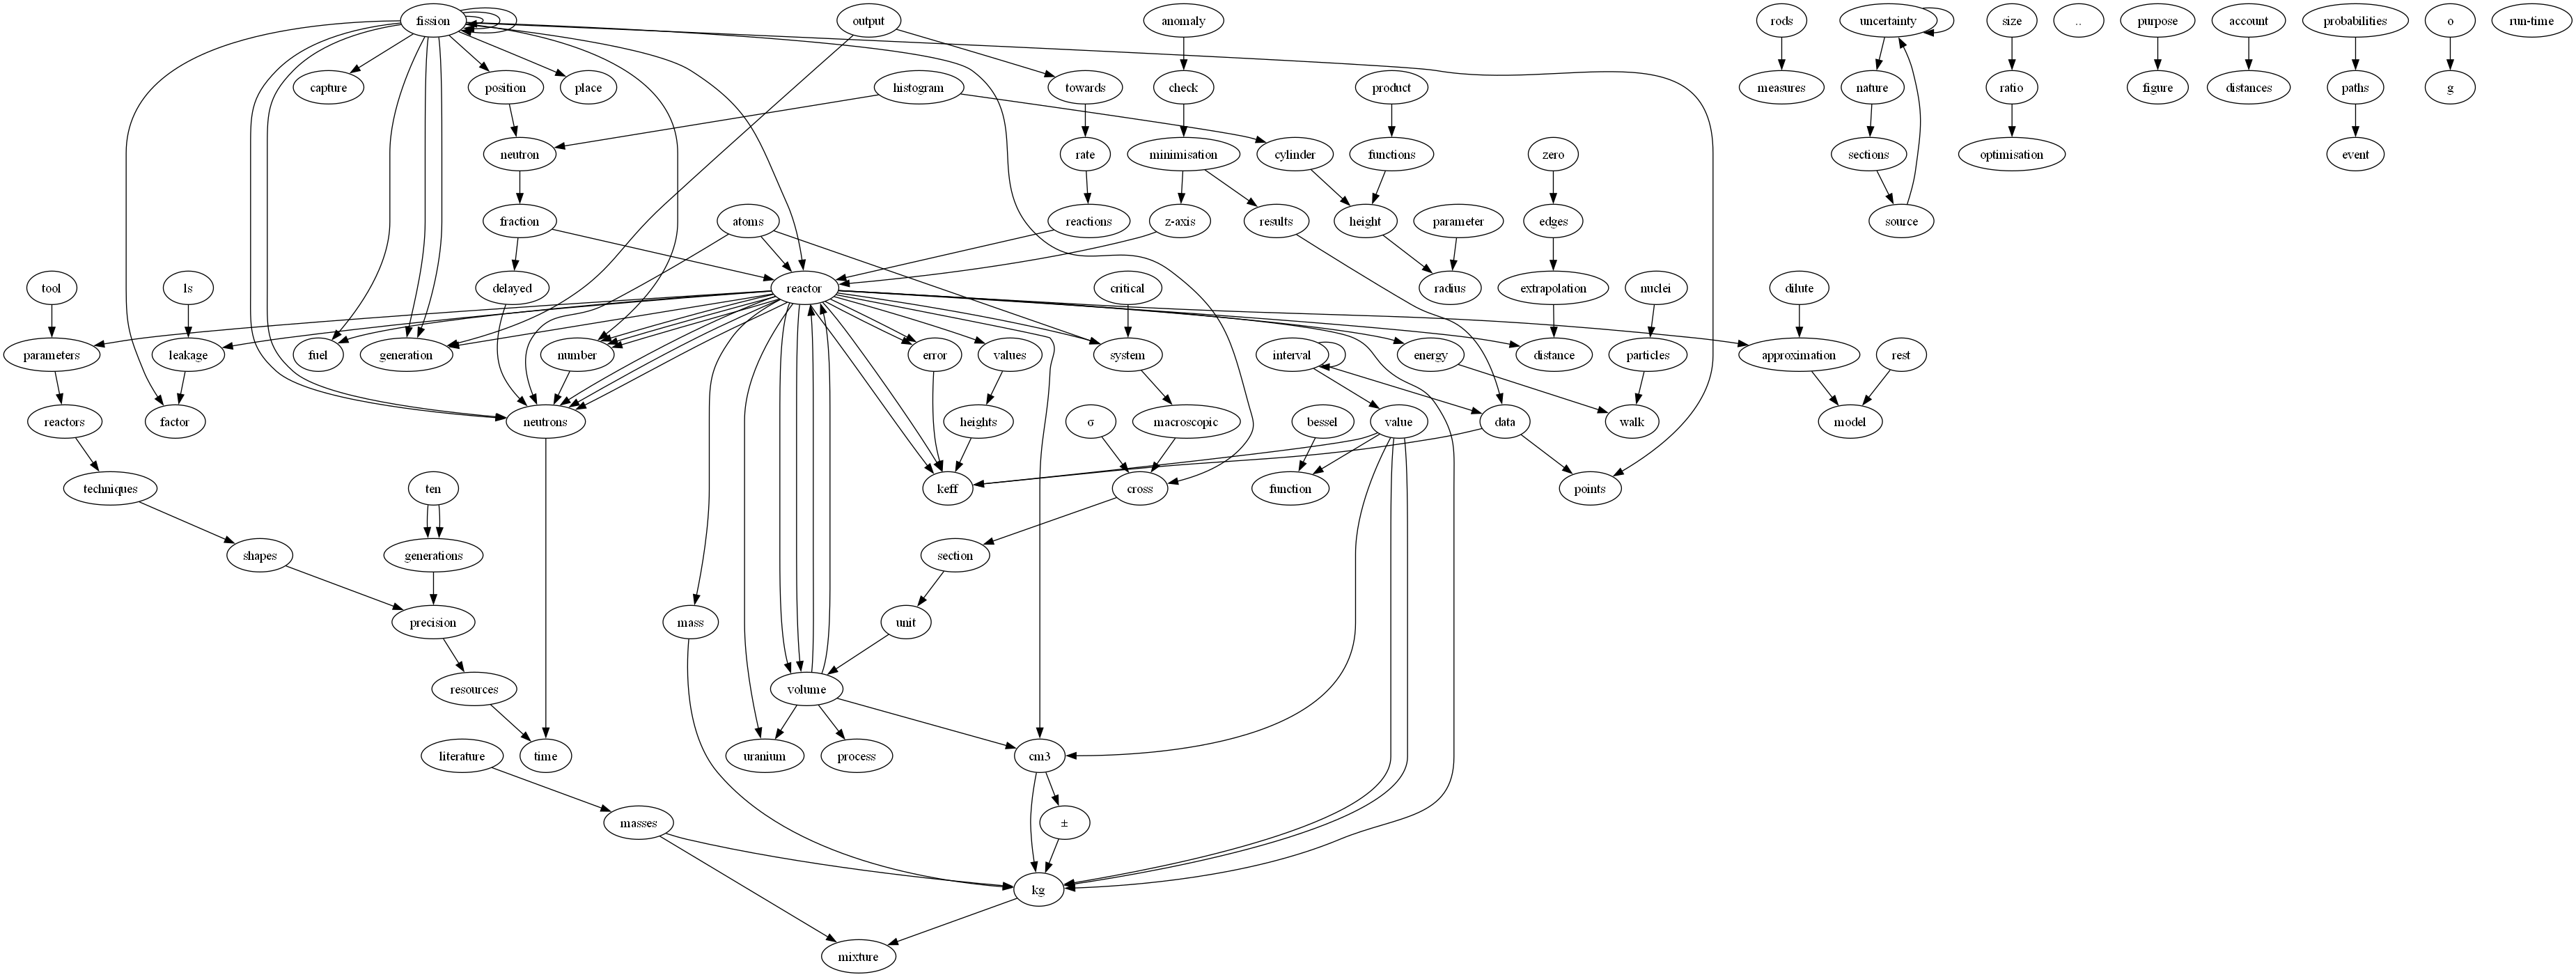 fission
output
anomaly
rods
uncertainty
size
..
purpose
account
probabilities
o
run-time
capture
position
place
histogram
towards
check
product
measures
nature
ratio
figure
distances
paths
g
neutron
rate
minimisation
cylinder
functions
zero
sections
optimisation
event
fraction
atoms
reactions
z-axis
results
height
parameter
edges
source
tool
1s
delayed
reactor
critical
radius
extrapolation
nuclei
dilute
parameters
leakage
fuel
generation
number
error
values
system
interval
energy
distance
particles
approximation
rest
reactors
factor
neutrons
heights
σ
macroscopic
bessel
value
data
walk
model
techniques
ten
keff
cross
function
points
shapes
generations
section
precision
mass
unit
resources
volume
literature
time
uranium
process
cm3
masses
±
kg
mixture